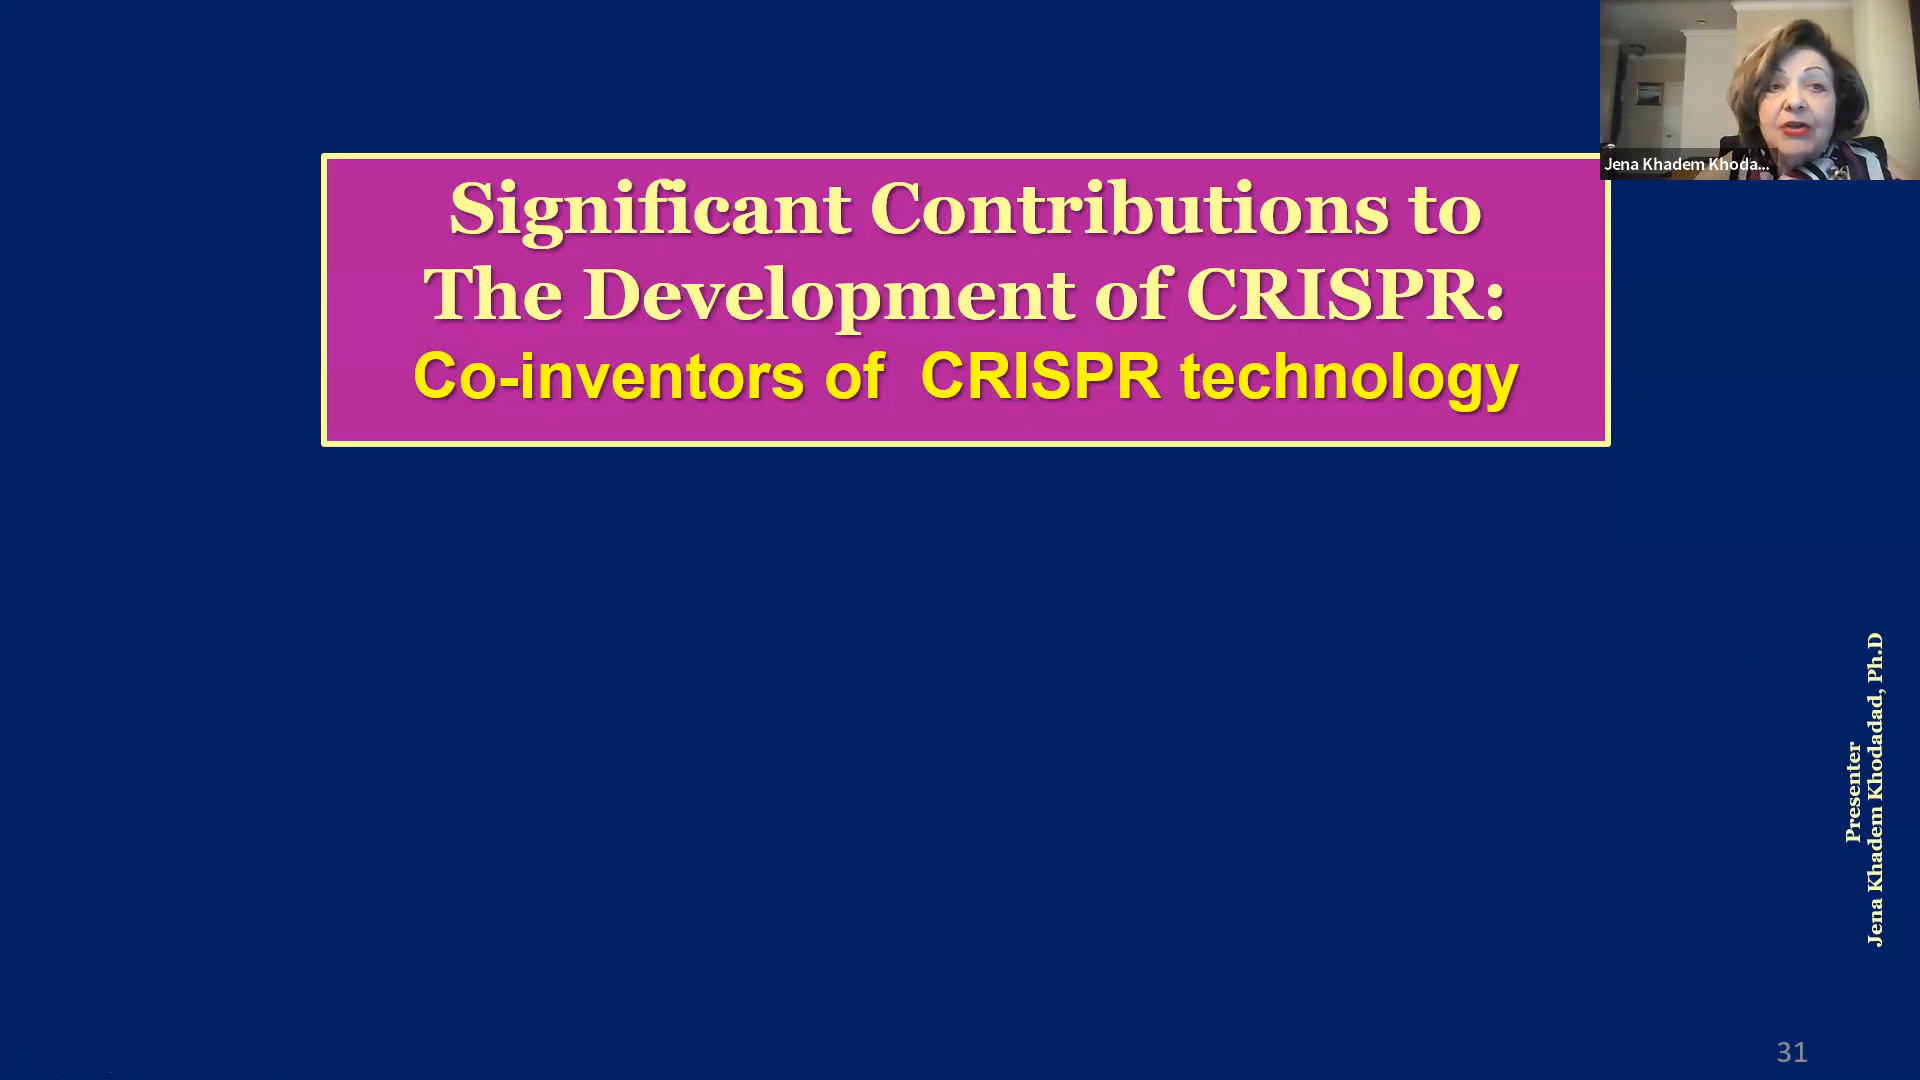 Significant Contributions to
The Development of CRISPR:
Co-inventors of  CRISPR technology
Jena Khadem Khoda...
Presenter
Jena Khadem Khodadad, Ph.D
31